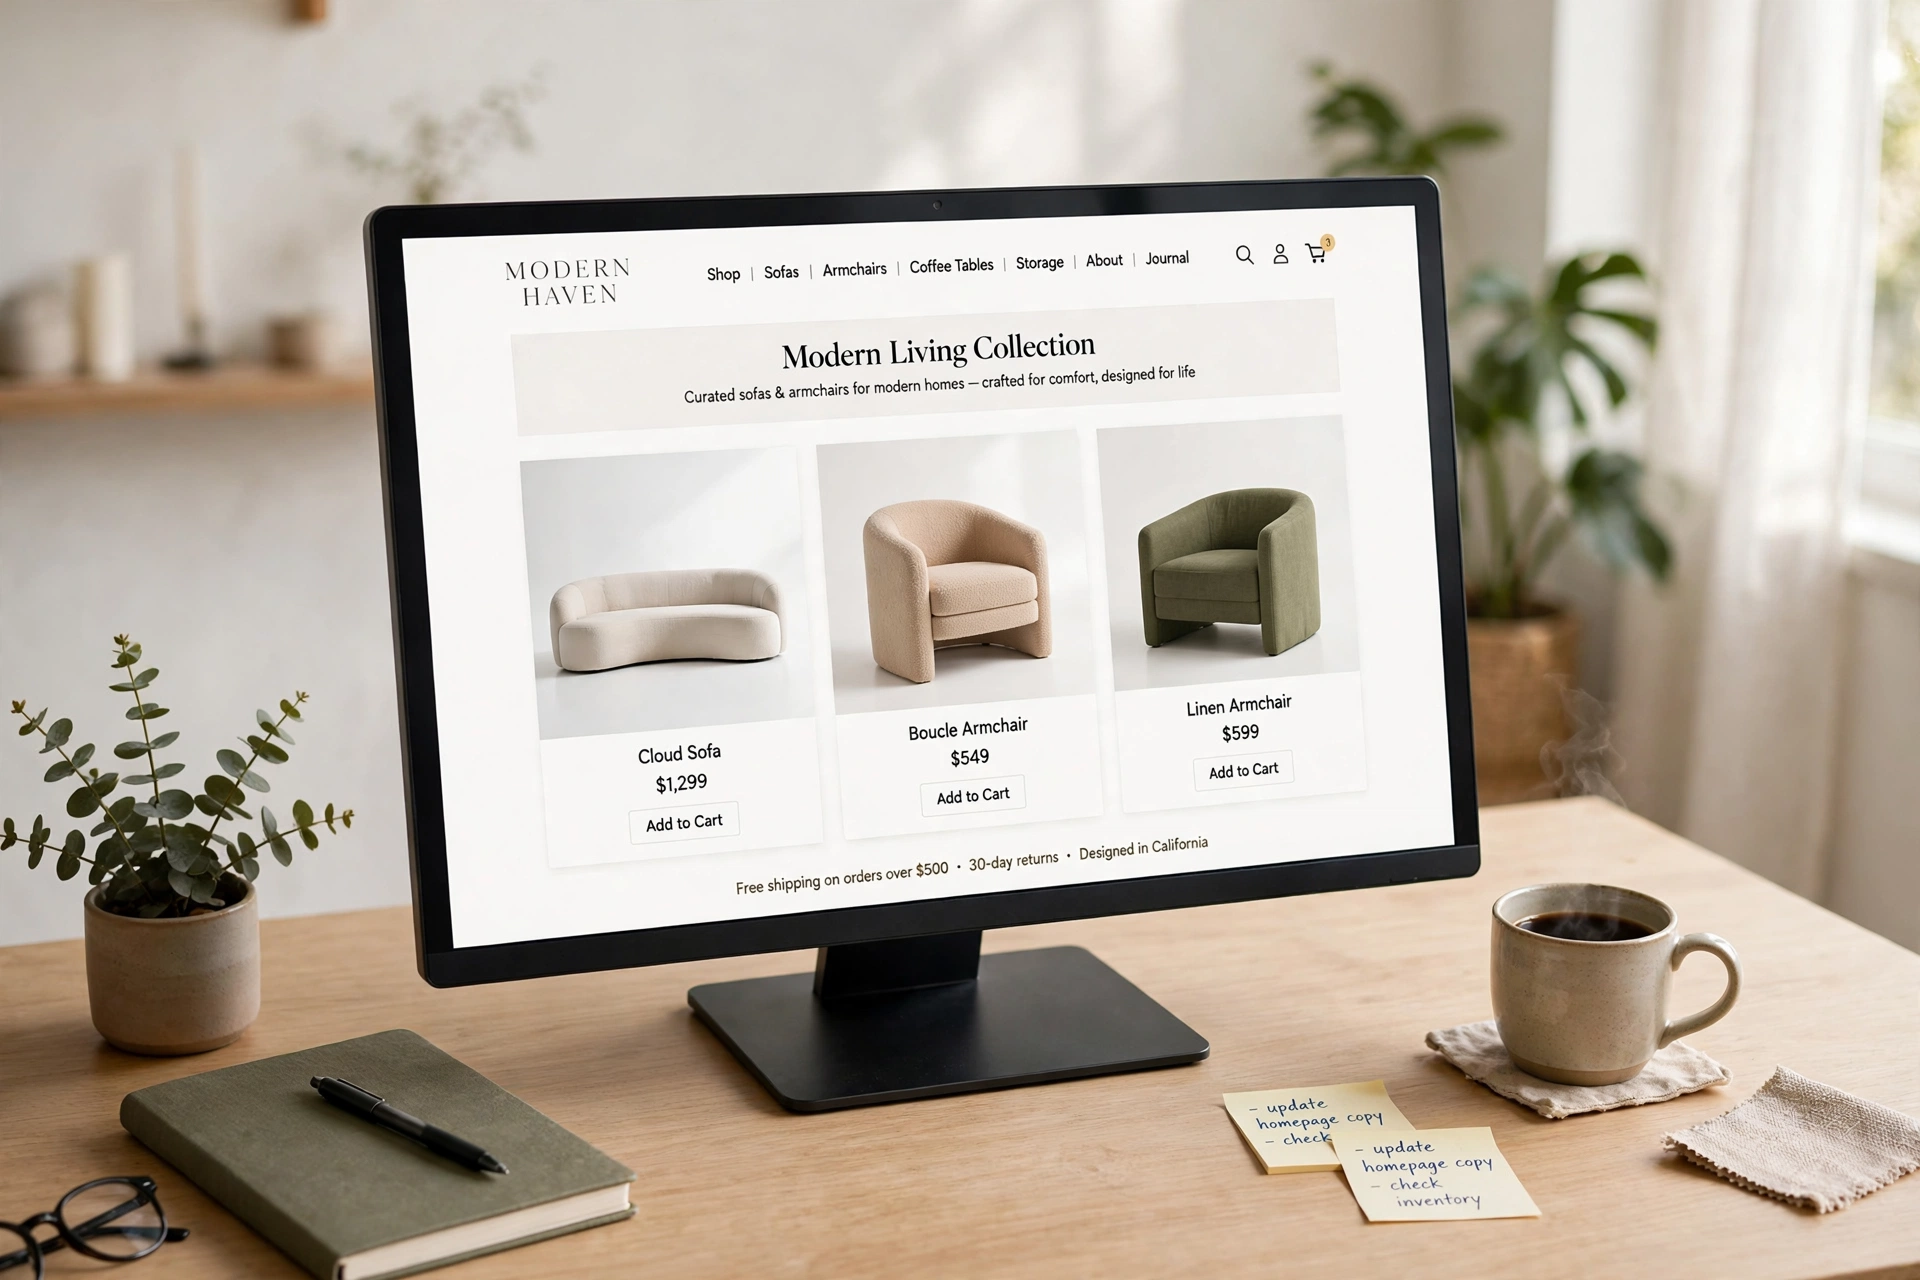 MODERN
HAVEN
Shop | Sofas | Armchairs | Coffee Tables | Storage | About | Journal
3
Modern Living Collection
Curated sofas & armchairs for modern homes — crafted for comfort, designed for life
Cloud Sofa
$1,299
Add to Cart
Boucle Armchair
$549
Add to Cart
Linen Armchair
$599
Add to Cart
Free shipping on orders over $500 • 30-day returns • Designed in California
- update
homepage copy
- check
- update
homepage copy
- check
inventory